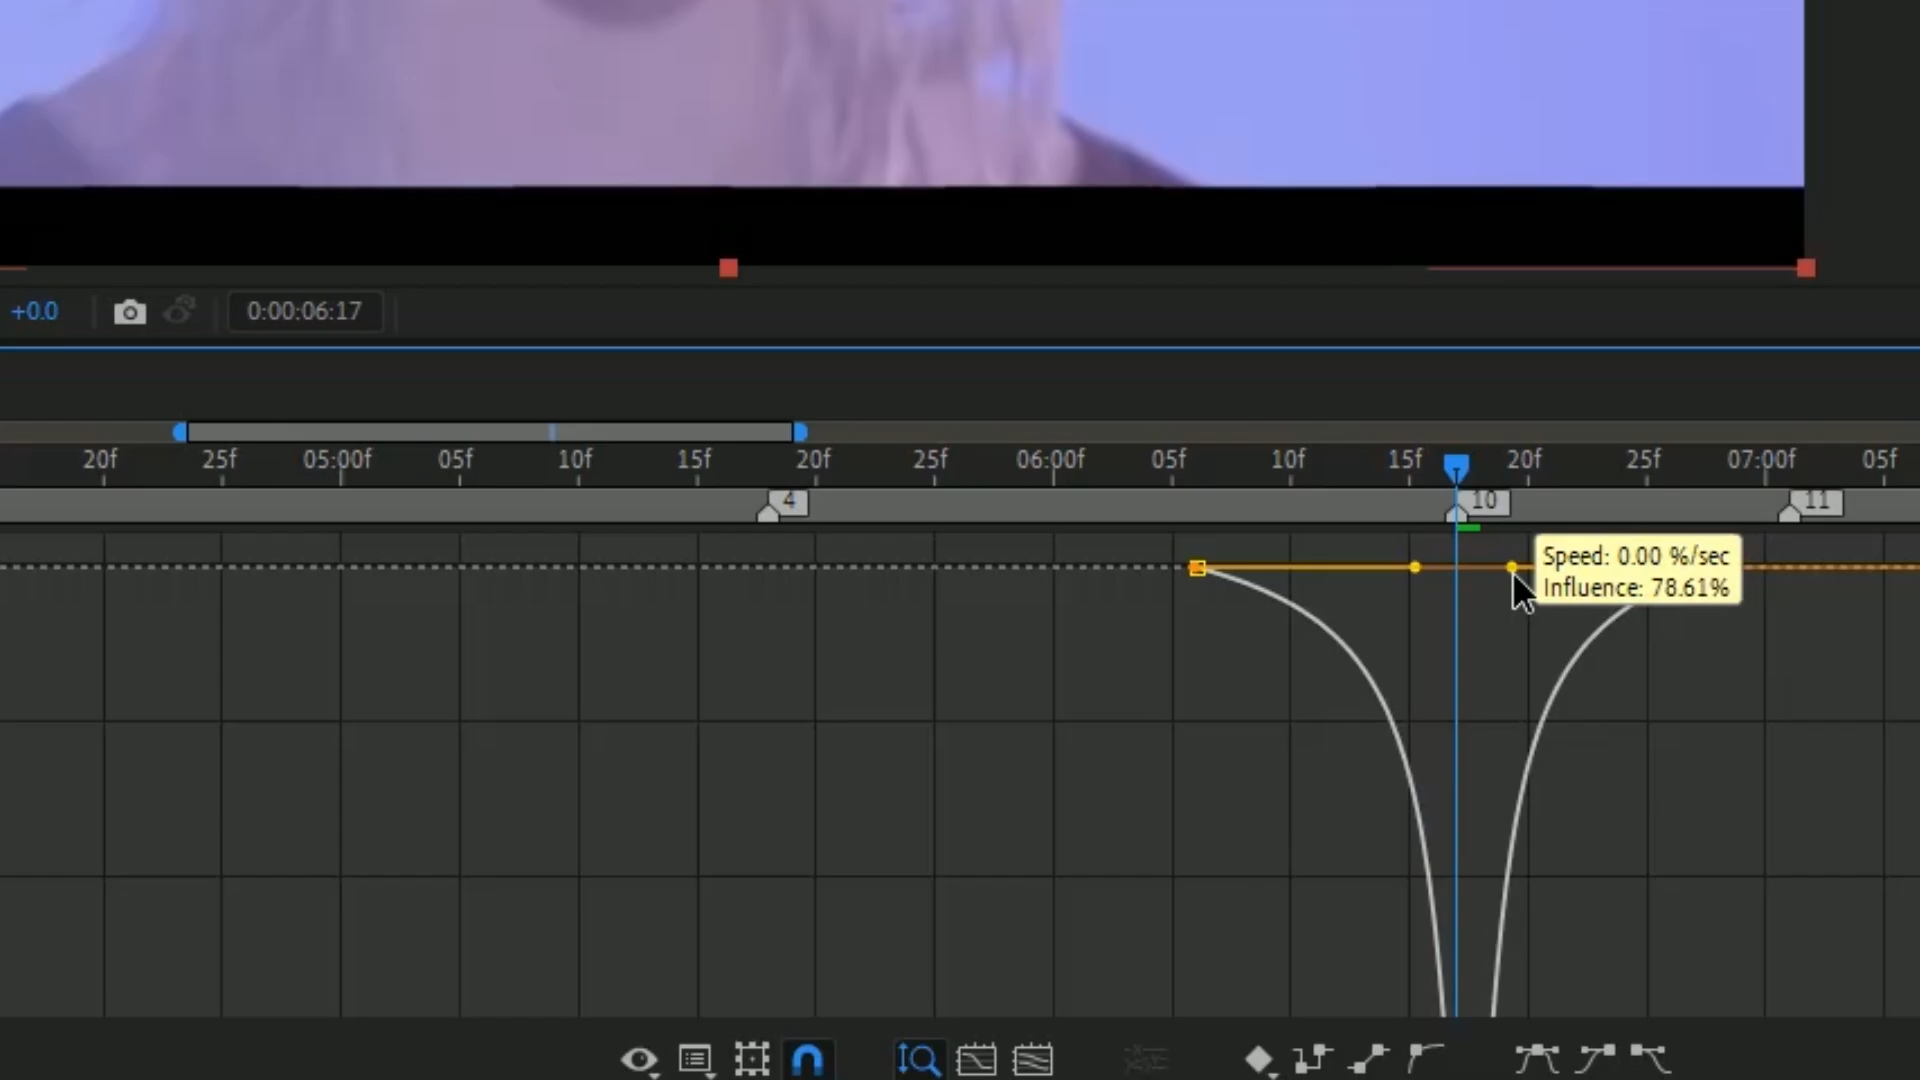 +0.0 0:00:06:17
20f 25f 05:00f 05f 10f 15f 20f 25f 06:00f 05f 10f 15f 20f 25f 07:00f 05f
4 10 11
Speed: 0.00 %/sec
Influence: 78.61%